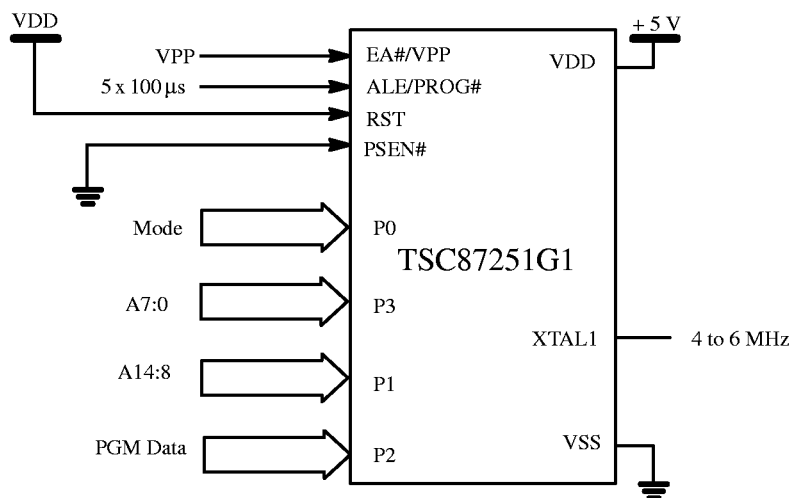 VDD
+ 5 V
VPP
EA#/VPP
VDD
5 x 100 μs
ALE/PROG#
RST
PSEN#
Mode
P0
TSC87251G1
A7:0
P3
XTAL1
4 to 6 MHz
A14:8
P1
PGM Data
P2
VSS